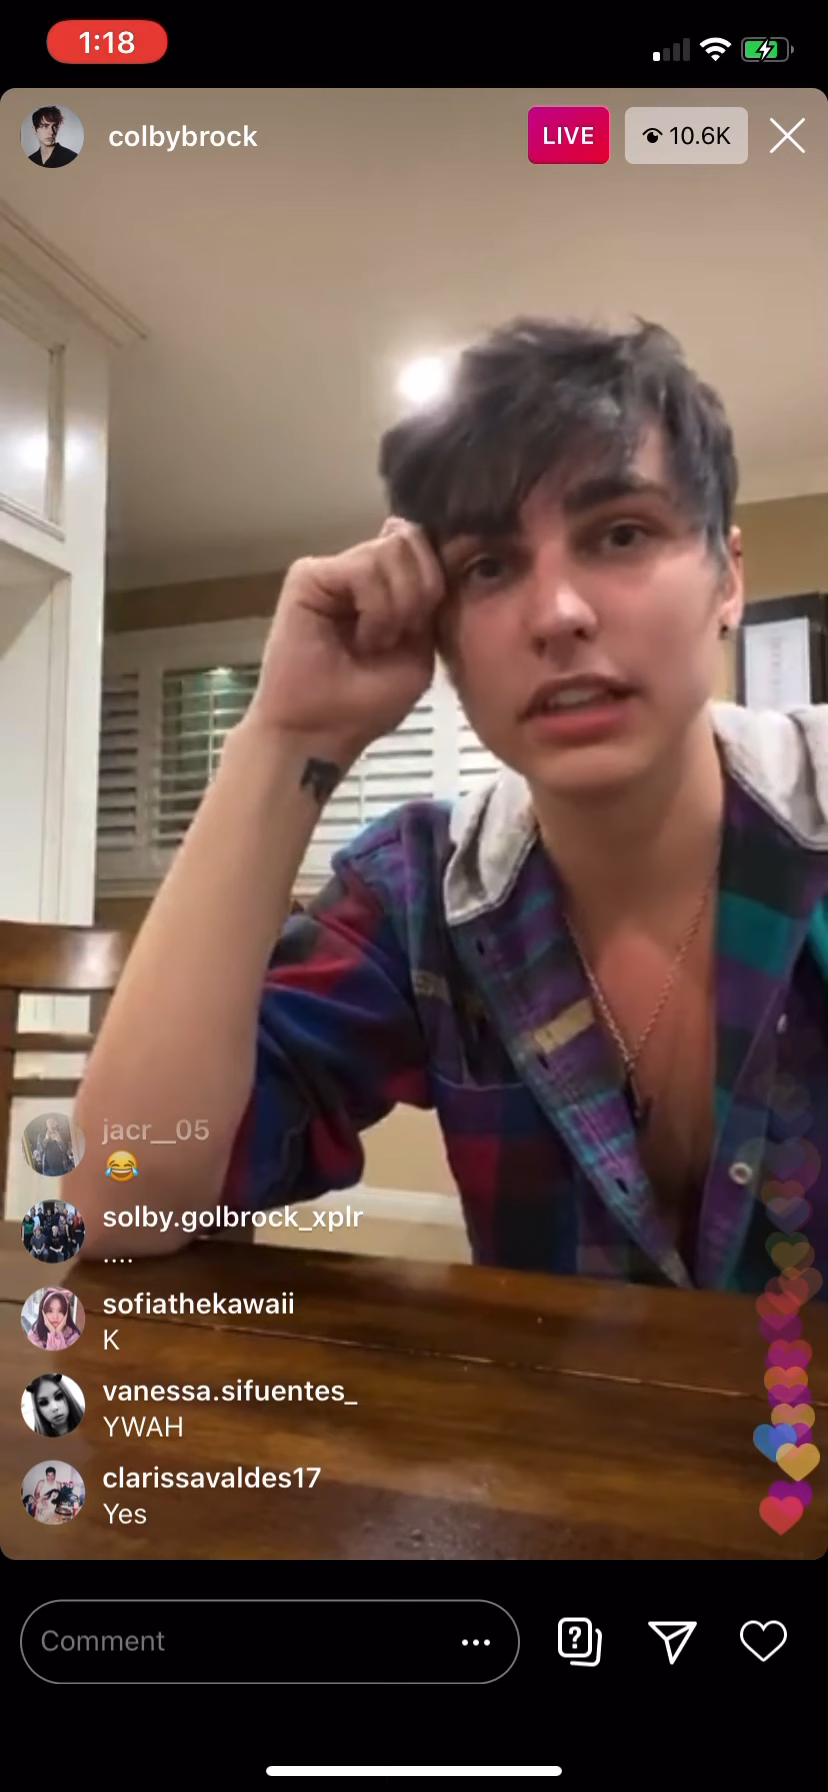 1:18
colbybrock
LIVE
10.6K
jacr__05
😂
solby.golbrock_xplr
....
sofiathekawaii
K
vanessa.sifuentes_
YWAH
clarissavaldes17
Yes
Comment